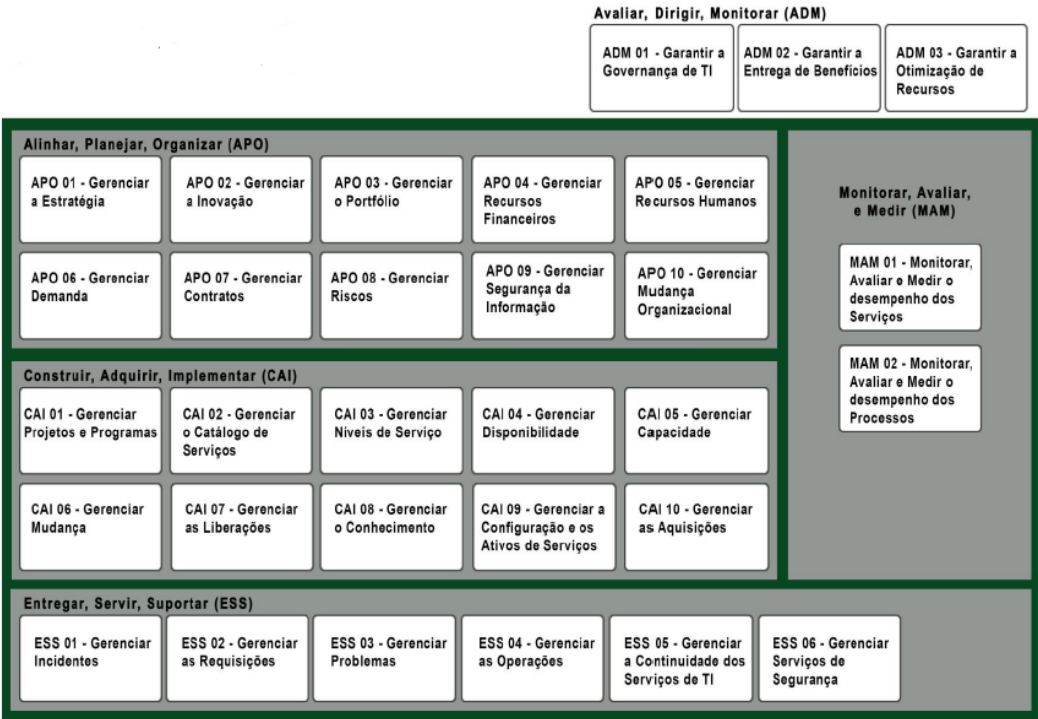 Avaliar, Dirigir, Monitorar (ADM)
ADM 01 - Garantir a
Governança de TI
ADM 02 - Garantir a
Entrega de Benefícios
ADM 03 - Garantir a
Otimização de
Recursos
Alinhar, Planejar, Organizar (APO)
APO 01 - Gerenciar
a Estratégia
APO 02 - Gerenciar
a Inovação
APO 03 - Gerenciar
o Portfólio
APO 04 - Gerenciar
Recursos
Financeiros
APO 05 - Gerenciar
Recursos Humanos
APO 06 - Gerenciar
Demanda
APO 07 - Gerenciar
Contratos
APO 08 - Gerenciar
Riscos
APO 09 - Gerenciar
Segurança da
Informação
APO 10 - Gerenciar
Mudança
Organizacional
Monitorar, Avaliar,
e Medir (MAM)
MAM 01 - Monitorar,
Avaliar e Medir o
desempenho dos
Serviços
MAM 02 - Monitorar,
Avaliar e Medir o
desempenho dos
Processos
Construir, Adquirir, Implementar (CAI)
CAI 01 - Gerenciar
Projetos e Programas
CAI 02 - Gerenciar
o Catálogo de
Serviços
CAI 03 - Gerenciar
Níveis de Serviço
CAI 04 - Gerenciar
Disponibilidade
CAI 05 - Gerenciar
Capacidade
CAI 06 - Gerenciar
Mudança
CAI 07 - Gerenciar
as Liberações
CAI 08 - Gerenciar
o Conhecimento
CAI 09 - Gerenciar a
Configuração e os
Ativos de Serviços
CAI 10 - Gerenciar
as Aquisições
Entregar, Servir, Suportar (ESS)
ESS 01 - Gerenciar
Incidentes
ESS 02 - Gerenciar
as Requisições
ESS 03 - Gerenciar
Problemas
ESS 04 - Gerenciar
as Operações
ESS 05 - Gerenciar
a Continuidade dos
Serviços de TI
ESS 06 - Gerenciar
Serviços de
Segurança